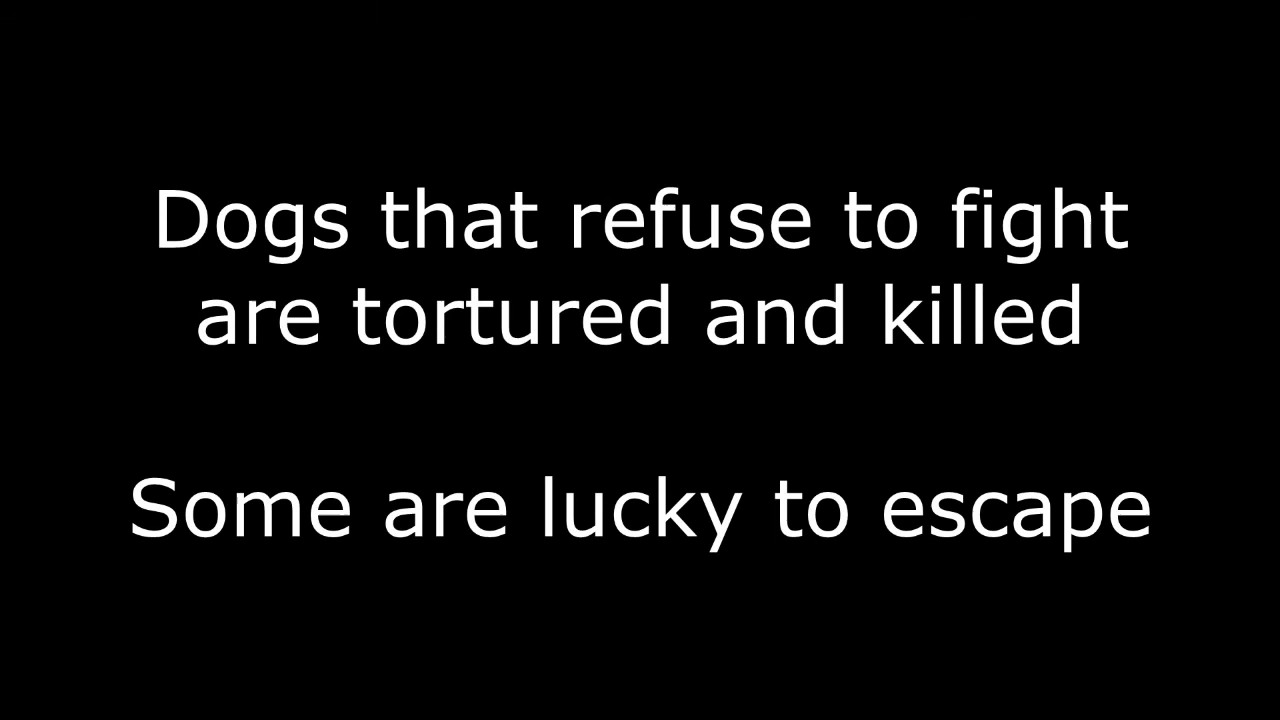 Dogs that refuse to fight
are tortured and killed
Some are lucky to escape